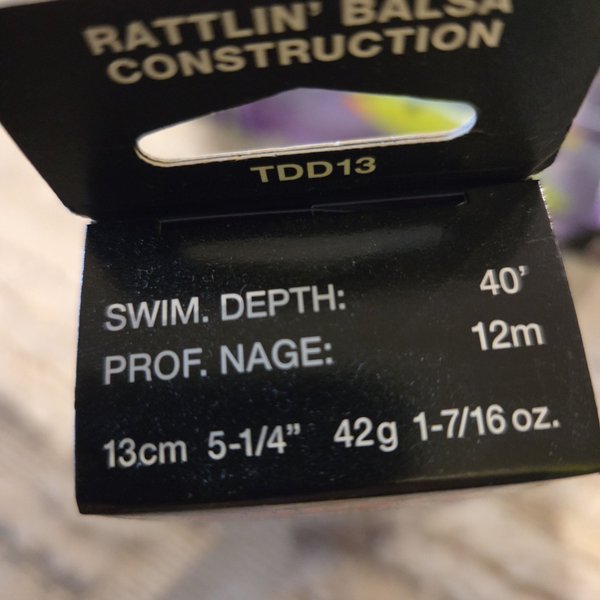 RATTLIN' BALSA
CONSTRUCTION
TDD13
SWIM. DEPTH: 40'
PROF. NAGE: 12m
13cm 5-1/4" 42g 1-7/16 oz.